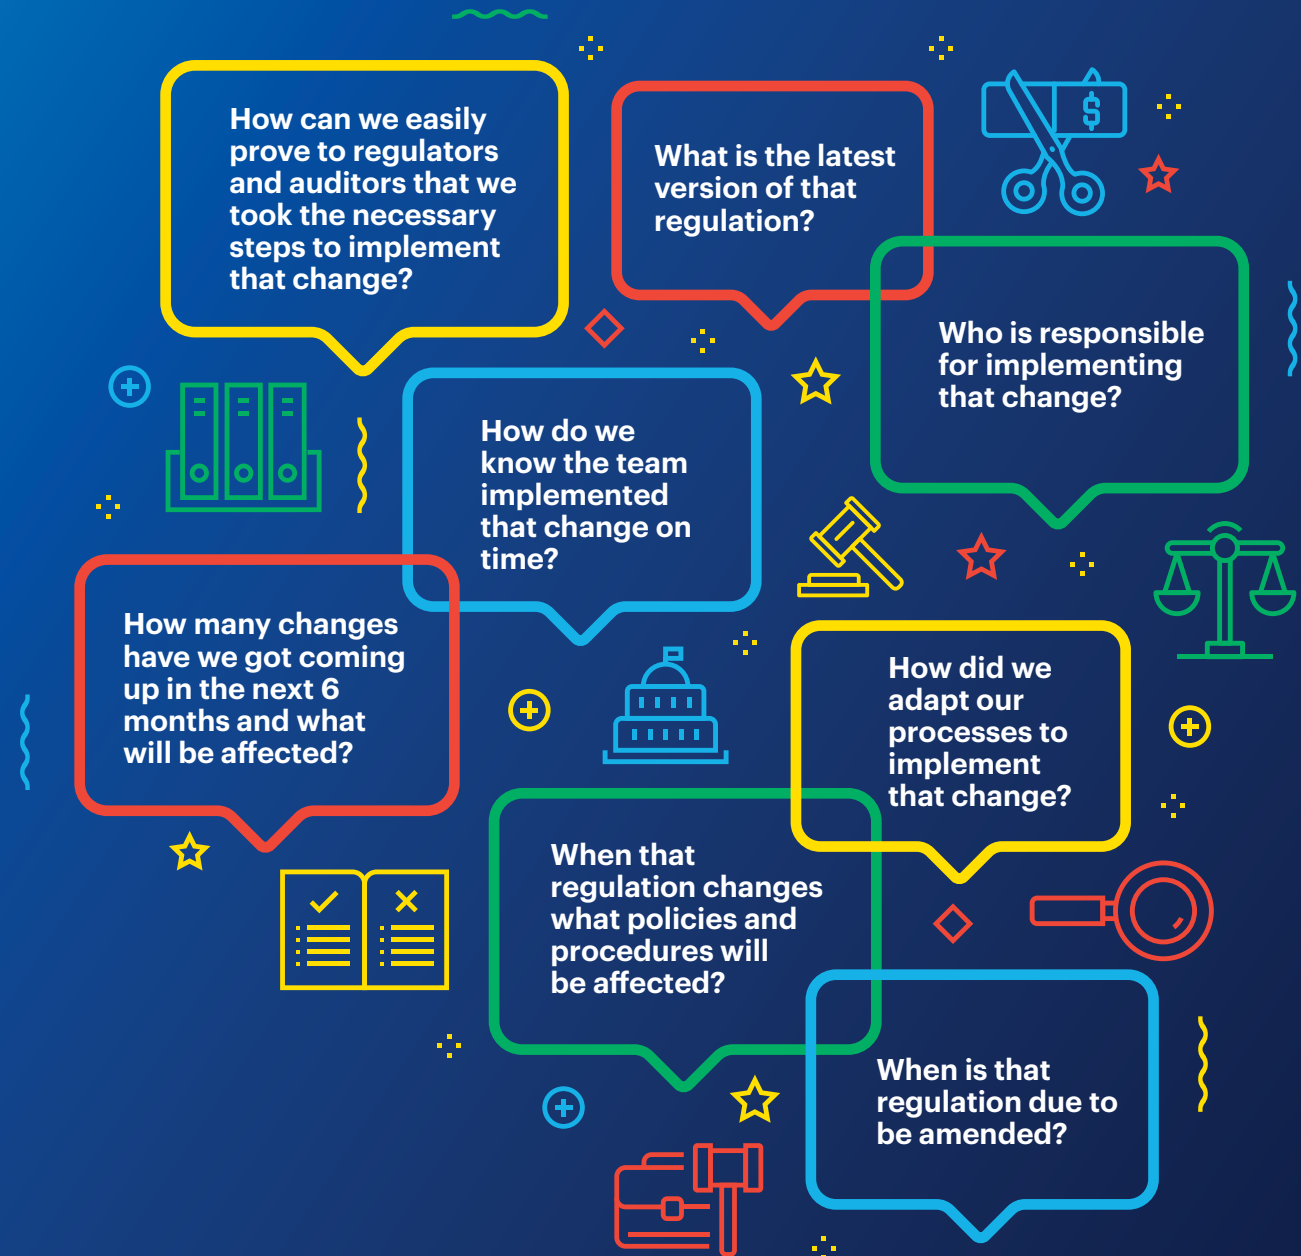 How can we easily
prove to regulators
and auditors that we
took the necessary
steps to implement
that change?
What is the latest
version of that
regulation?
$
Who is responsible
for implementing
that change?
How do we
know the team
implemented
that change on
time?
How many changes
have we got coming
up in the next 6
months and what
will be affected?
How did we
adapt our
processes to
implement
that change?
When that
regulation changes
what policies and
procedures will
be affected?
When is that
regulation due to
be amended?